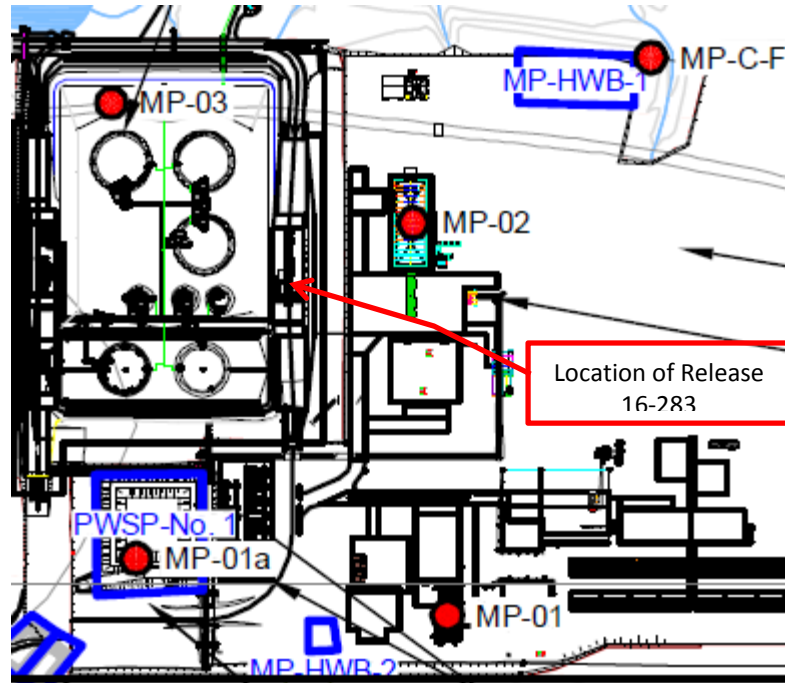 MP-C-F
MP-HWB-1
MP-03
MP-02
Location of Release
16-283
PWSP-No. 1
MP-01a
MP-01
MP-HWB-2